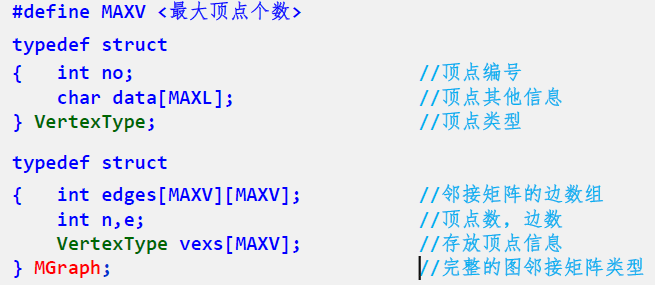 #define MAXV <最大顶点个数>
typedef struct
{ int no; //顶点编号
char data[MAXL]; //顶点其他信息
} VertexType; //顶点类型
typedef struct
{ int edges[MAXV][MAXV]; //邻接矩阵的边数组
int n,e; //顶点数，边数
VertexType vexs[MAXV]; //存放顶点信息
} MGraph; //完整的图邻接矩阵类型